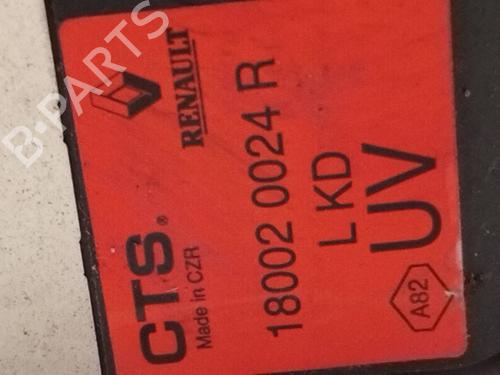 RENAULT
CTS®
Made in CZR
18002 0024 R
L KD
UV
A82
B-PARTS